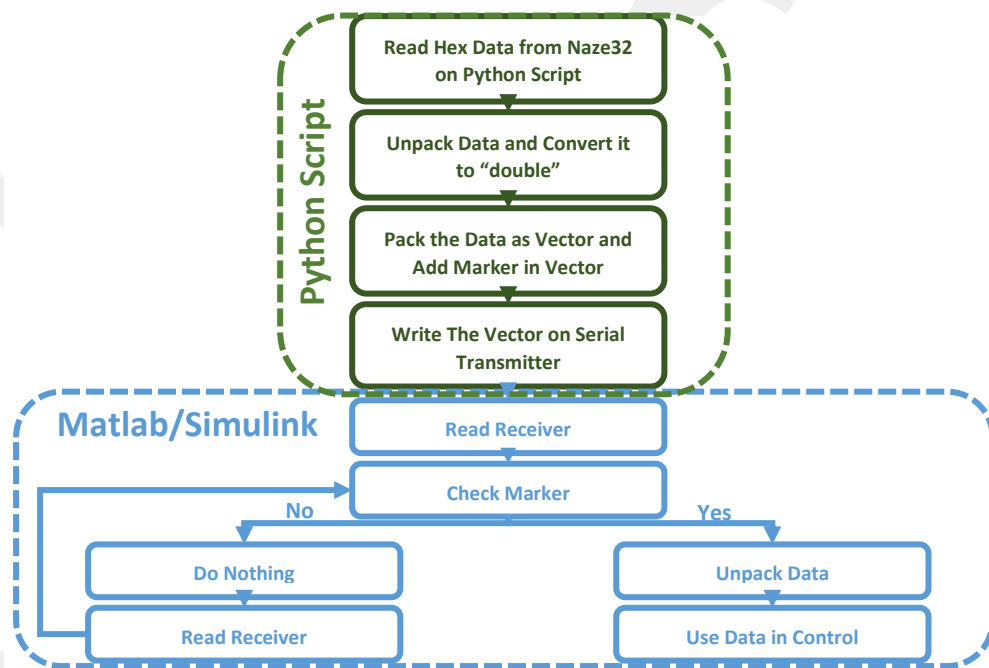 Python Script
Read Hex Data from Naze32
on Python Script
Unpack Data and Convert it
to “double”
Pack the Data as Vector and
Add Marker in Vector
Write The Vector on Serial
Transmitter
Matlab/Simulink
Read Receiver
Check Marker
No
Yes
Do Nothing
Unpack Data
Read Receiver
Use Data in Control